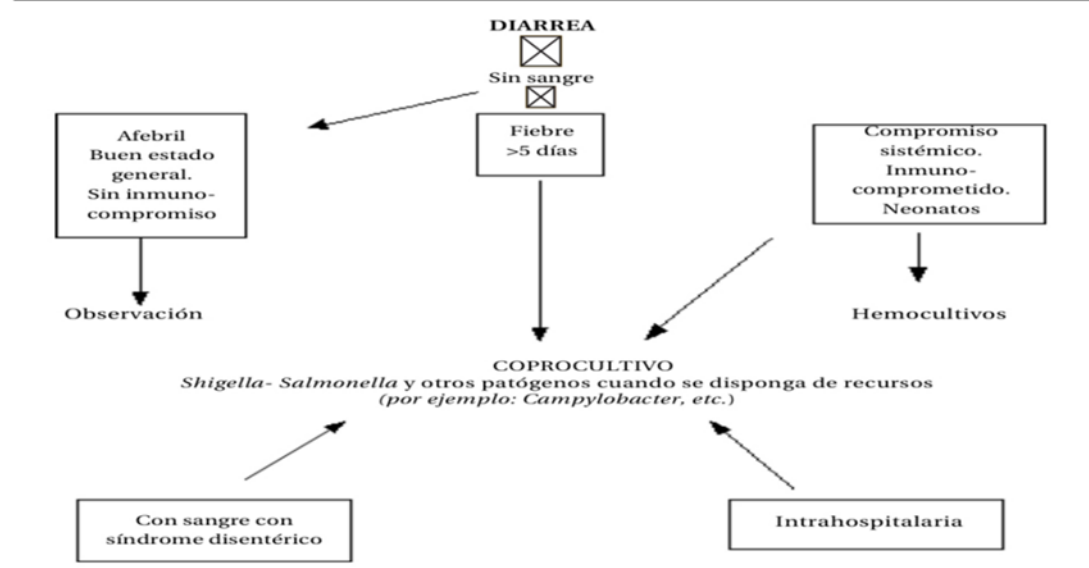 DIARREA
Sin sangre
Afebril
Buen estado
general.
Sin inmuno-
compromiso
Fiebre
>5 días
Compromiso
sistémico.
Inmuno-
comprometido.
Neonatos
Observación
Hemocultivos
COPROCULTIVO
Shigella- Salmonella y otros patógenos cuando se disponga de recursos
(por ejemplo: Campylobacter, etc.)
Con sangre con
síndrome disentérico
Intrahospitalaria